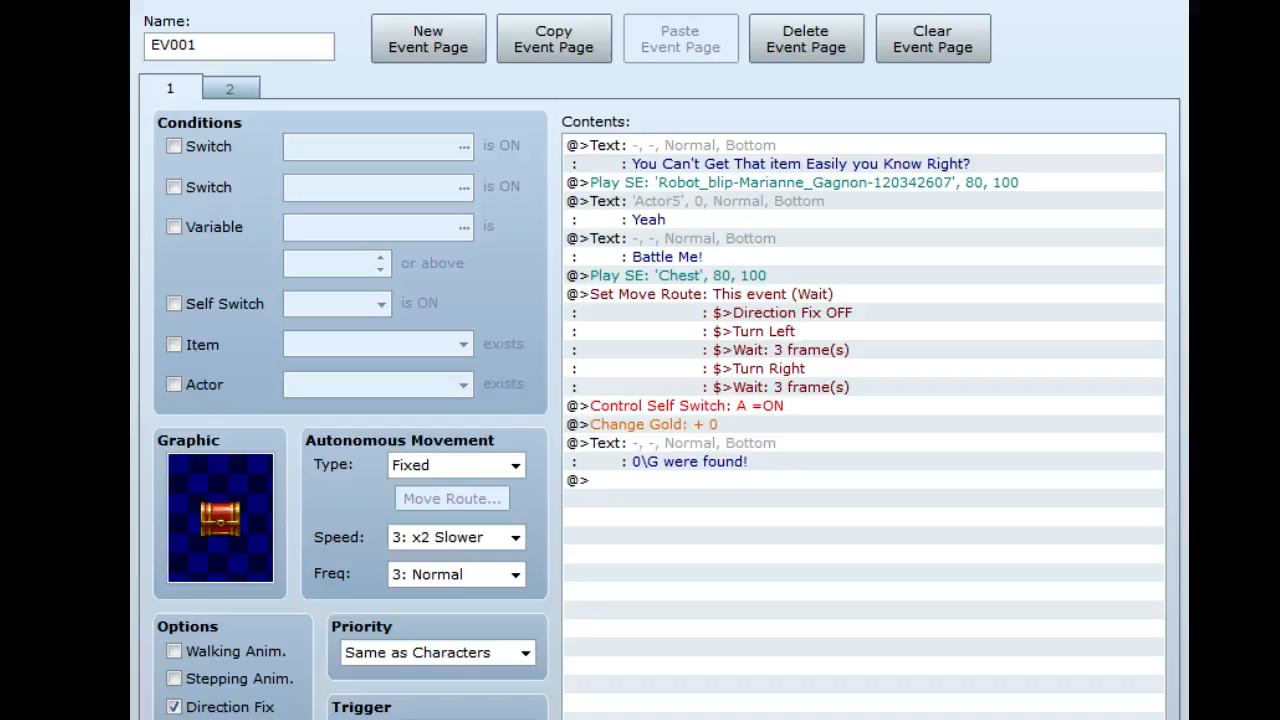 Name:
EV001
New
Event Page
Copy
Event Page
Paste
Event Page
Delete
Event Page
Clear
Event Page
1
2
Conditions
Switch ... is ON
Switch ... is ON
Variable ... is
or above
Self Switch is ON
Item exists
Actor exists
Graphic
Autonomous Movement
Type: Fixed
Move Route...
Speed: 3: x2 Slower
Freq: 3: Normal
Options
Walking Anim.
Stepping Anim.
Direction Fix
Priority
Same as Characters
Trigger
Contents:
@>Text: -, -, Normal, Bottom
: : You Can't Get That item Easily you Know Right?
@>Play SE: 'Robot_blip-Marianne_Gagnon-120342607', 80, 100
@>Text: 'Actor5', 0, Normal, Bottom
: : Yeah
@>Text: -, -, Normal, Bottom
: : Battle Me!
@>Play SE: 'Chest', 80, 100
@>Set Move Route: This event (Wait)
: : $>Direction Fix OFF
: : $>Turn Left
: : $>Wait: 3 frame(s)
: : $>Turn Right
: : $>Wait: 3 frame(s)
@>Control Self Switch: A =ON
@>Change Gold: + 0
@>Text: -, -, Normal, Bottom
: : 0\G were found!
@>